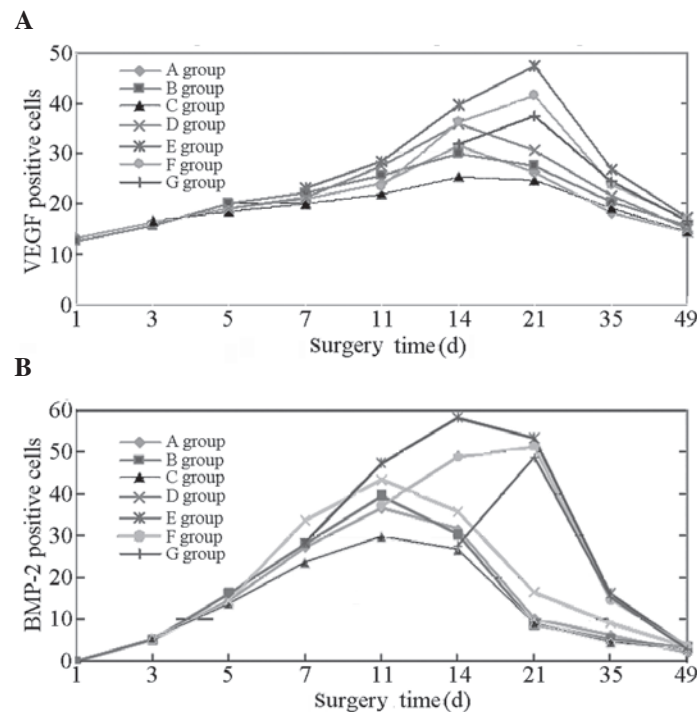 A
50
40
30
20
10
0
VEGF positive cells
A group
B group
C group
D group
E group
F group
G group
1 3 5 7 11 14 21 35 49
Surgery time (d)
B
60
50
40
30
20
10
0
BMP-2 positive cells
A group
B group
C group
D group
E group
F group
G group
1 3 5 7 11 14 21 35 49
Surgery time (d)